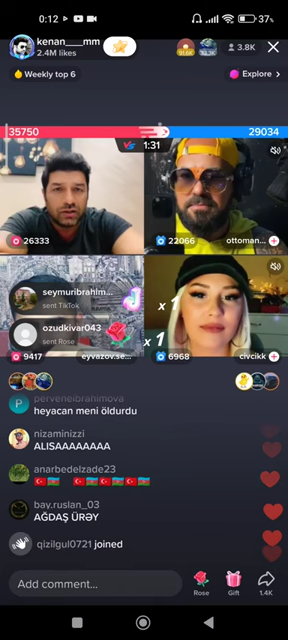 0:12
37%
kenan___mm
2.4M likes
3.8K
Weekly top 6
Explore >
35750
29034
1:31
26333
22066
ottoman...
seymuribrahim...
sent TikTok
x 1
ozudkivar043
sent Rose
x 1
9417
eyvazov.se...
6968
civcikk
perveneibrahimova
heyacan meni öldurdu
nizaminizzi
ALISAAAAAAAA
anarbedelzade23
bay.ruslan_03
AĞDAŞ ÜRƏY
qizilgul0721 joined
Add comment...
Rose
Gift
1.4K